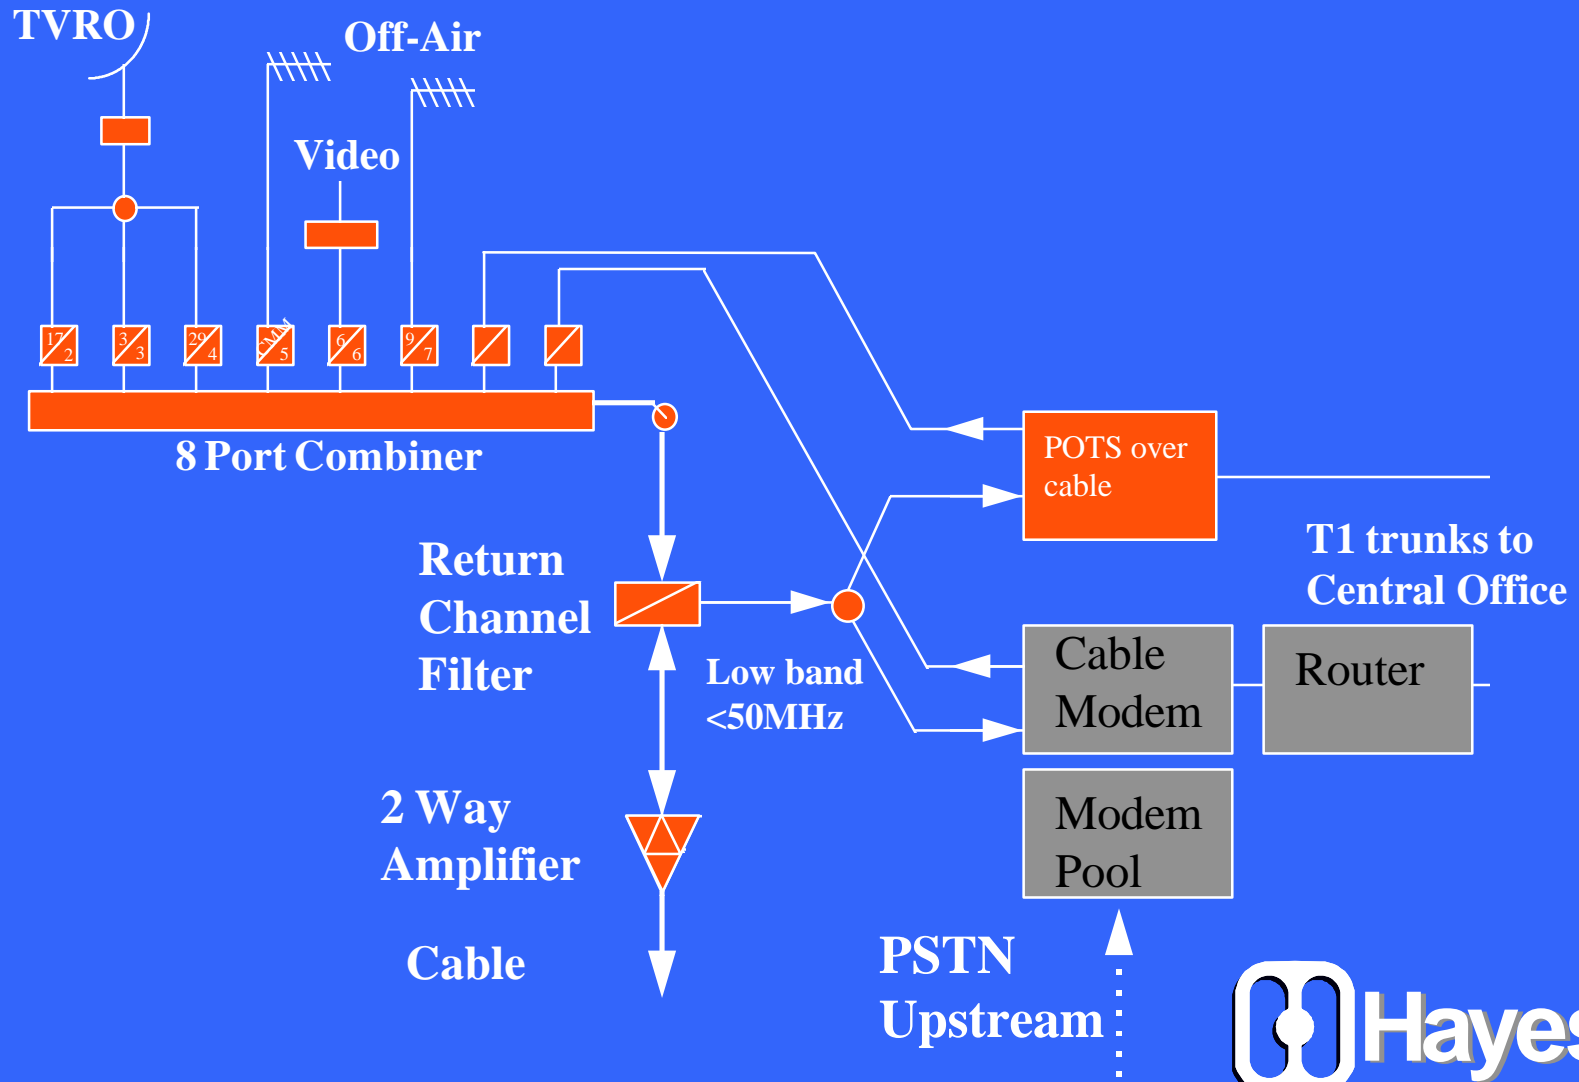 TVRO
Off-Air
Video
17
2
3
3
29
4
CMM
5
6
6
9
7
8 Port Combiner
POTS over
cable
T1 trunks to
Central Office
Return
Channel
Filter
Low band
<50MHz
Cable
Modem
Router
2 Way
Amplifier
Modem
Pool
Cable
PSTN
Upstream
Hayes